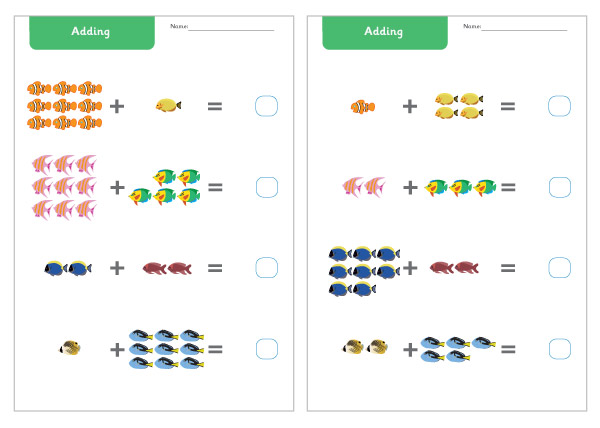 Adding
Name:
+ =
+ =
+ =
+ =
Adding
Name:
+ =
+ =
+ =
+ =